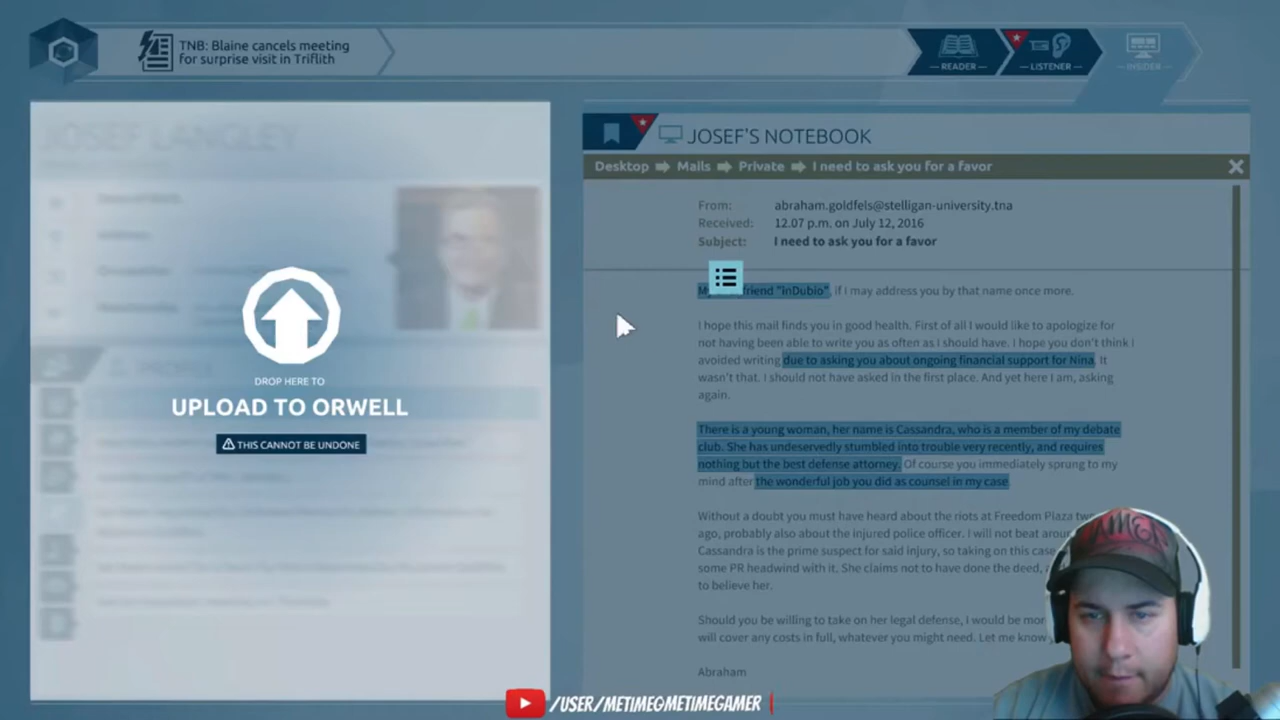 TNB: Blaine cancels meeting
for surprise visit in Triflith
READER
LISTENER
INSIDER
JOSEF LANGLEY
DROP HERE TO
UPLOAD TO ORWELL
THIS CANNOT BE UNDONE
JOSEF'S NOTEBOOK
Desktop Mails Private I need to ask you for a favor
From: abraham.goldfels@stelligan-university.tna
Received: 12.07 p.m. on July 12, 2016
Subject: I need to ask you for a favor
friend "inDubio", if I may address you by that name once more.
I hope this mail finds you in good health. First of all I would like to apologize for
not having been able to write you as often as I should have. I hope you don't think I
avoided writing due to asking you about ongoing financial support for Nina. It
wasn't that. I should not have asked in the first place. And yet here I am, asking
again.
There is a young woman, her name is Cassandra, who is a member of my debate
club. She has undeservedly stumbled into trouble very recently, and requires
nothing but the best defense attorney. Of course you immediately sprung to my
mind after the wonderful job you did as counsel in my case
Without a doubt you must have heard about the riots at Freedom Plaza
ago, probably also about the injured police officer. I will not beat
Cassandra is the prime suspect for said injury, so taking on this case
some PR headwind with it. She claims not to have done the deed,
to believe her.
Should you be willing to take on her legal defense, I would be
will cover any costs in full, whatever you might need. Let me know
Abraham
/USER/METIMEGMETIMEGAMER